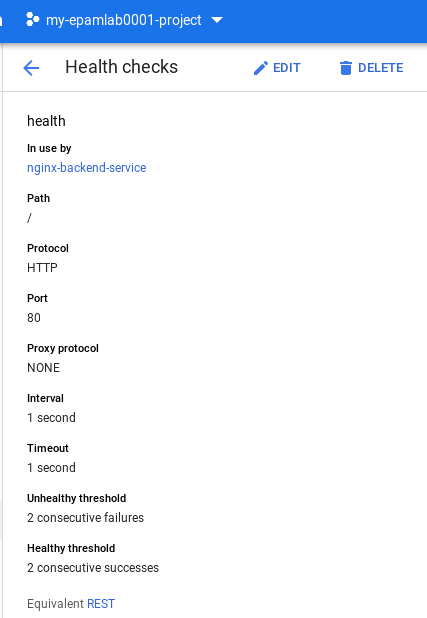 my-epamlab0001-project
Health checks
EDIT
DELETE
health
In use by
nginx-backend-service
Path
/
Protocol
HTTP
Port
80
Proxy protocol
NONE
Interval
1 second
Timeout
1 second
Unhealthy threshold
2 consecutive failures
Healthy threshold
2 consecutive successes
Equivalent REST